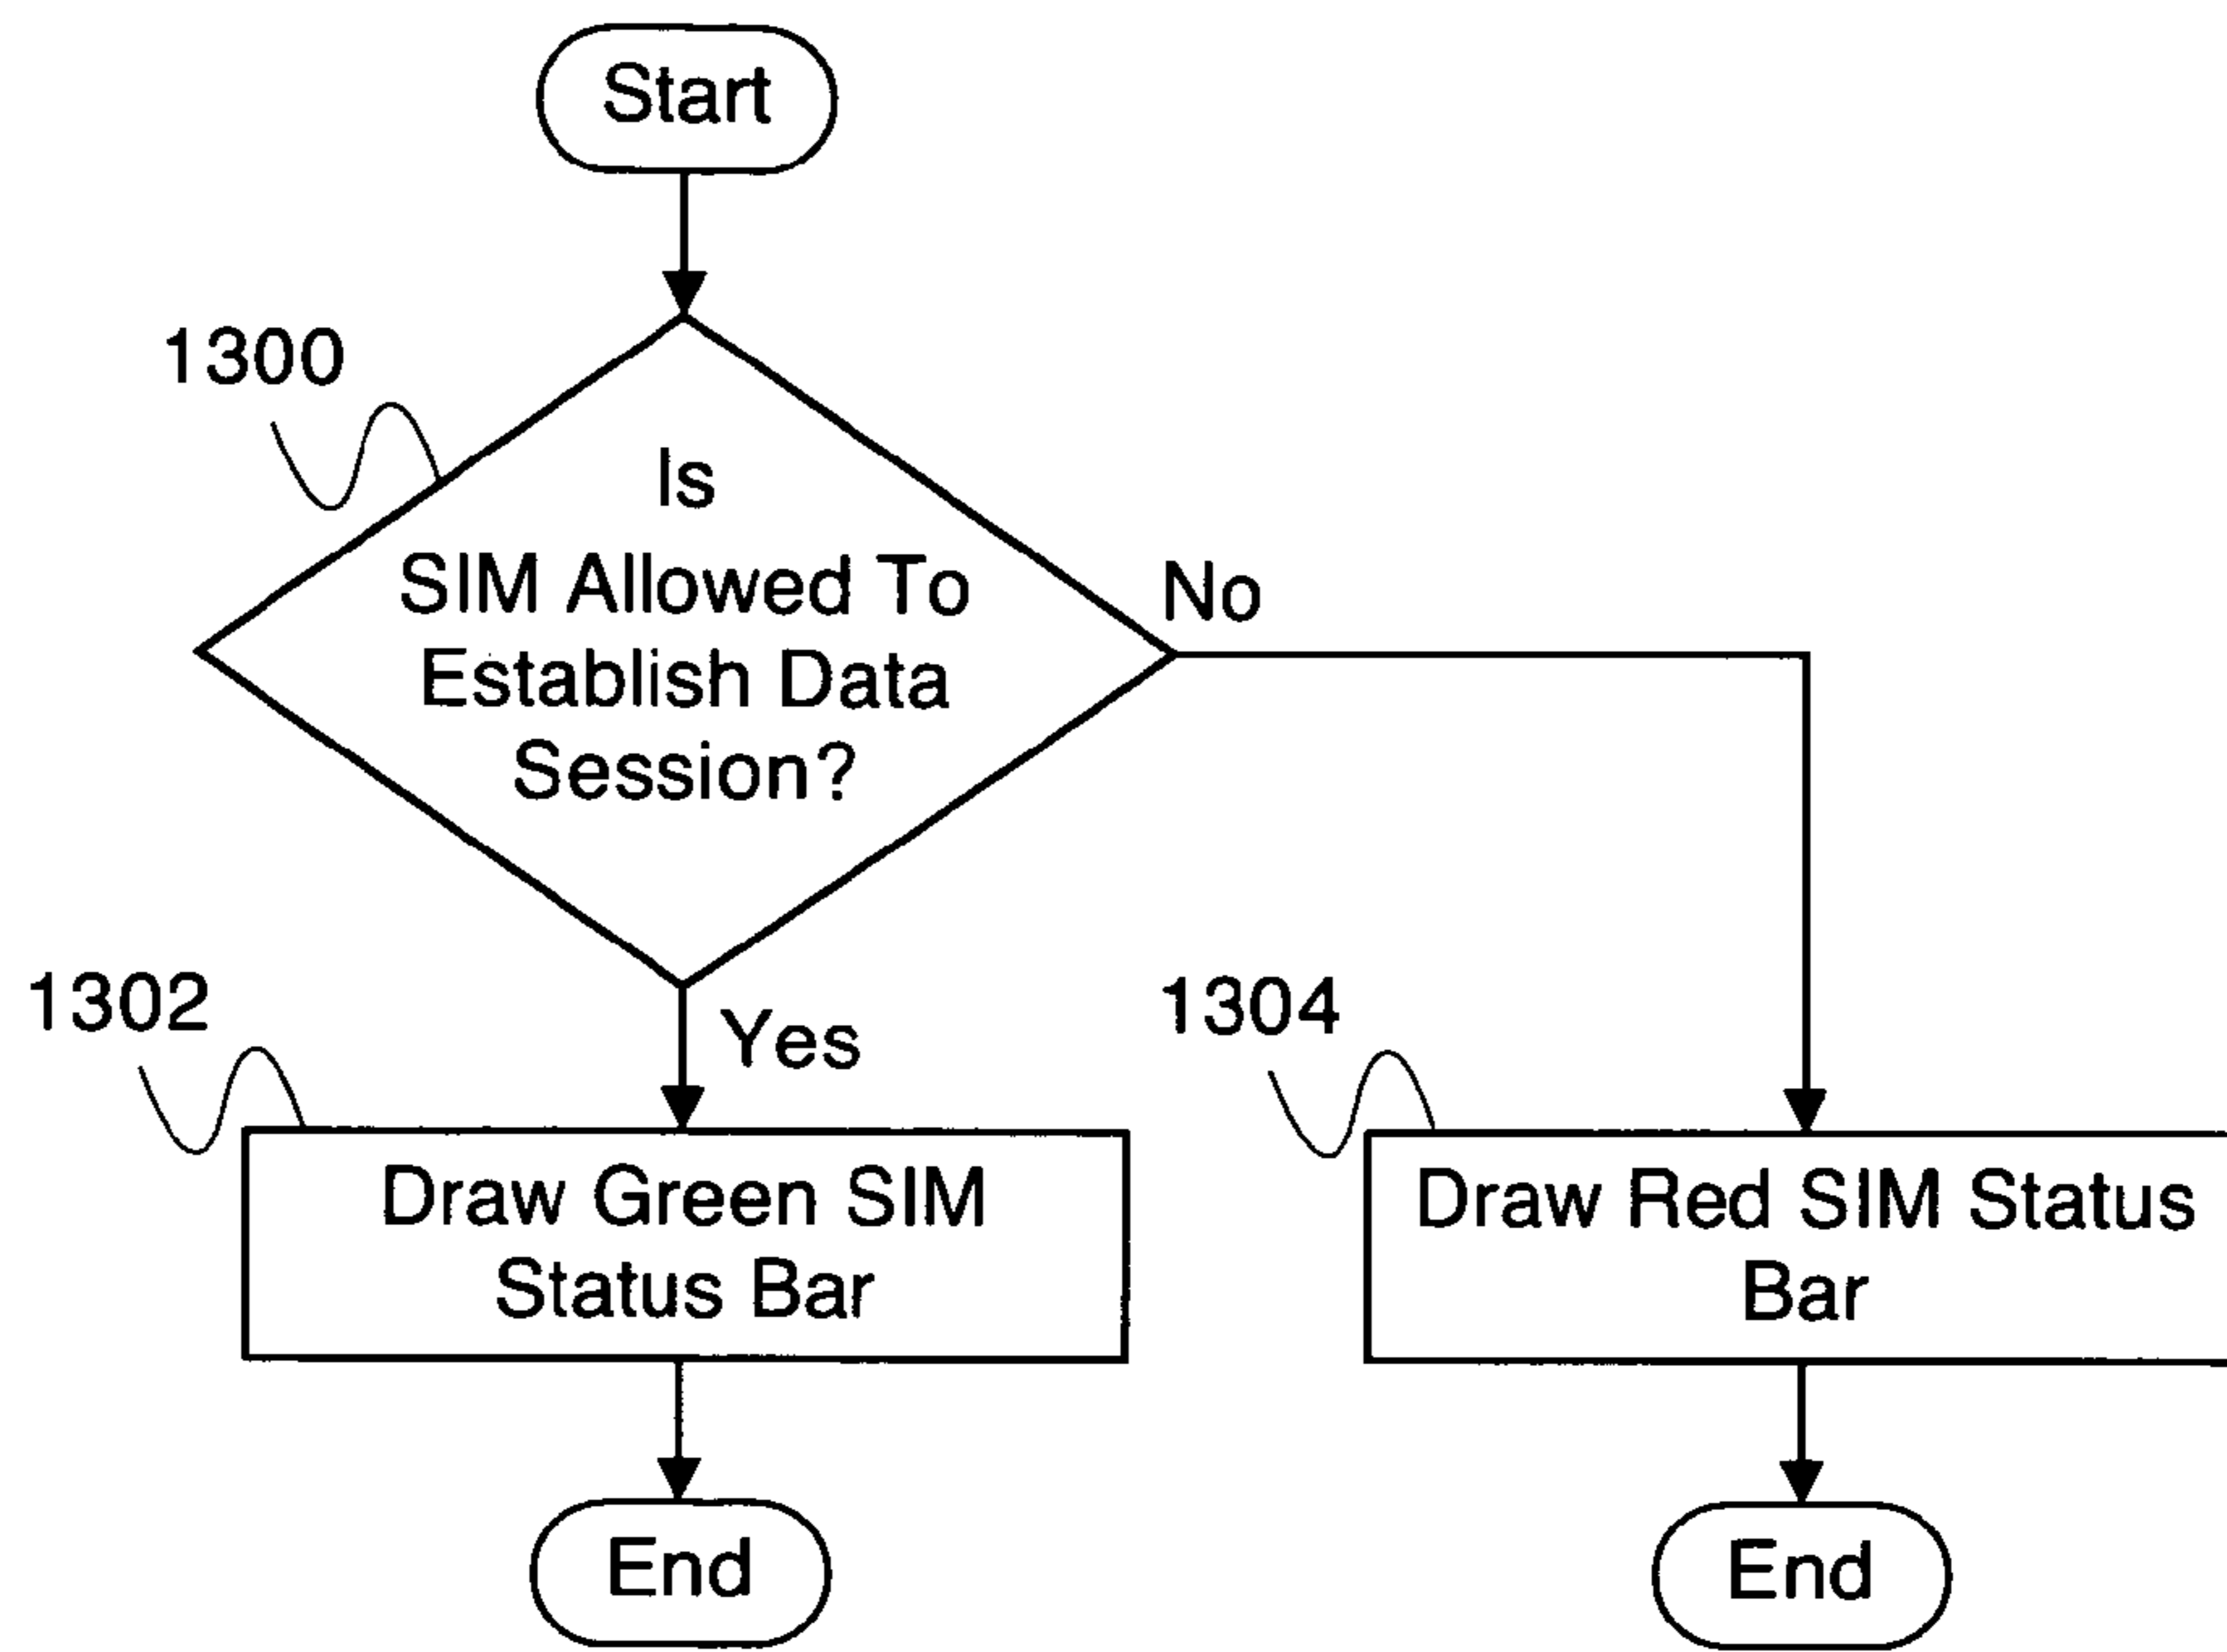 Start
1300
Is
SIM Allowed To
Establish Data
Session?
No
Yes
1302
Draw Green SIM
Status Bar
1304
Draw Red SIM Status
Bar
End
End